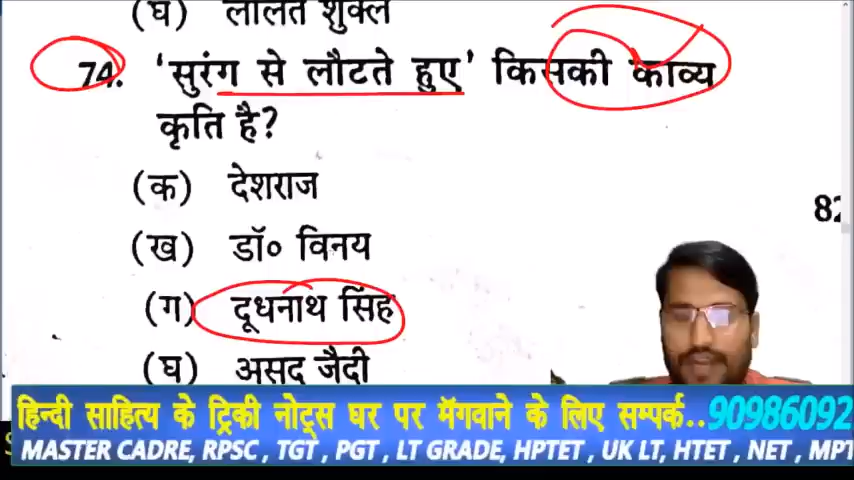 (घ) ललित शुक्ल
74. 'सुरंग से लौटते हुए' किसकी काव्य
कृति है?
(क) देशराज
(ख) डॉ० विनय
(ग) दूधनाथ सिंह
(घ) असद जैदी
82
हिन्दी साहित्य के ट्रिकी नोट्स घर पर मॅगवाने के लिए सम्पर्क..90986092
MASTER CADRE, RPSC , TGT , PGT , LT GRADE, HPTET , UK LT, HTET , NET , MPT